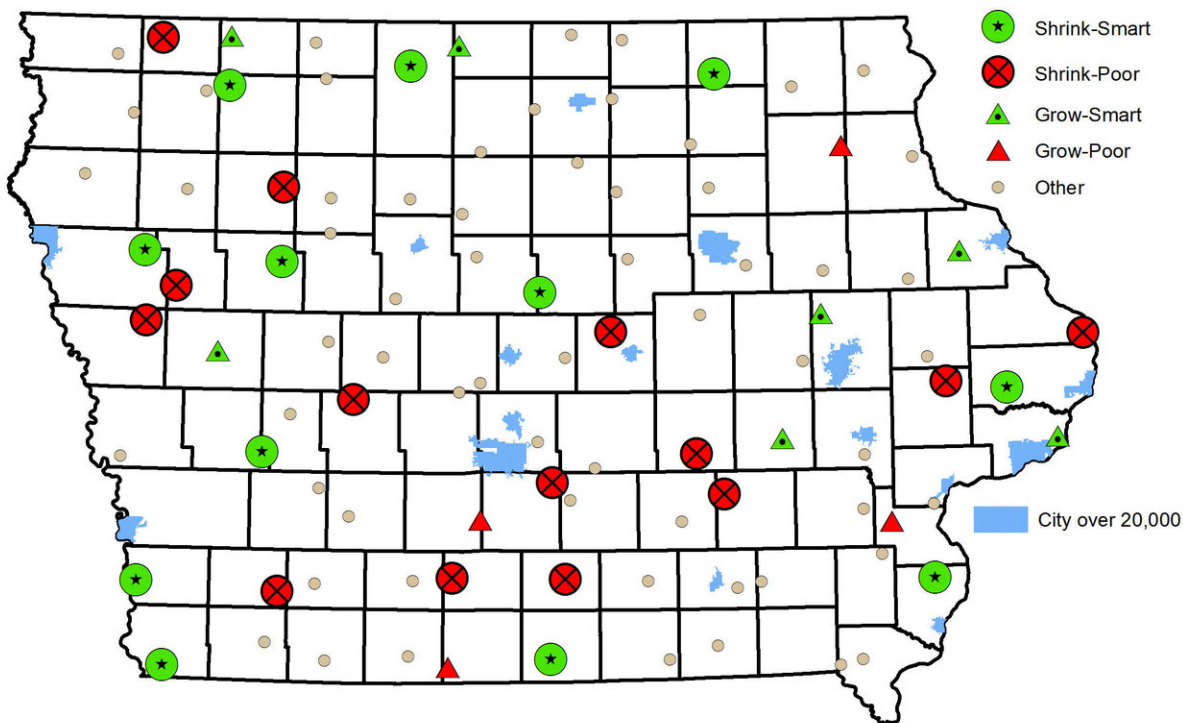 Shrink-Smart
Shrink-Poor
Grow-Smart
Grow-Poor
Other
City over 20,000